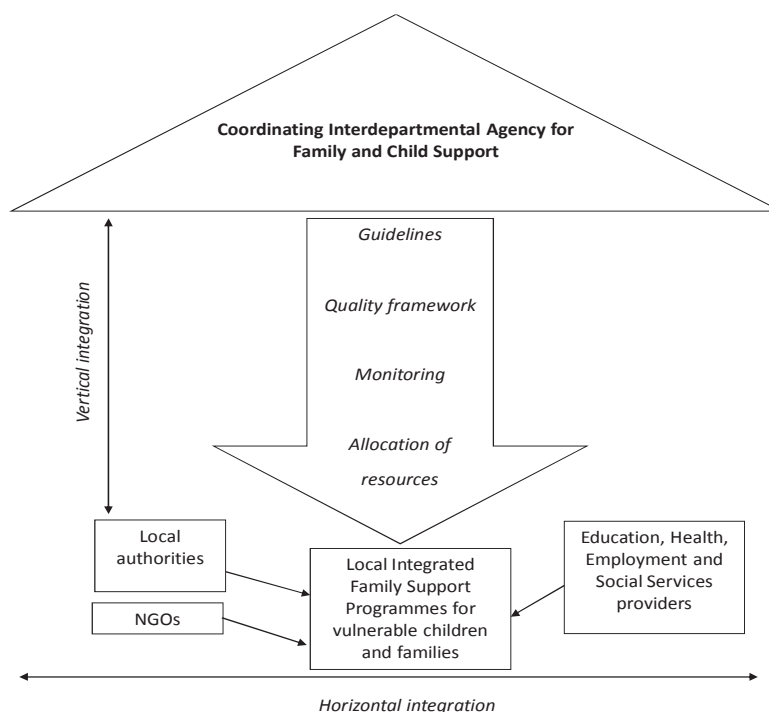 Coordinating Interdepartmental Agency for
Family and Child Support
Guidelines
Quality framework
Monitoring
Allocation of
resources
Vertical integration
Local
authorities
NGOs
Local Integrated
Family Support
Programmes for
vulnerable children
and families
Education, Health,
Employment and
Social Services
providers
Horizontal integration